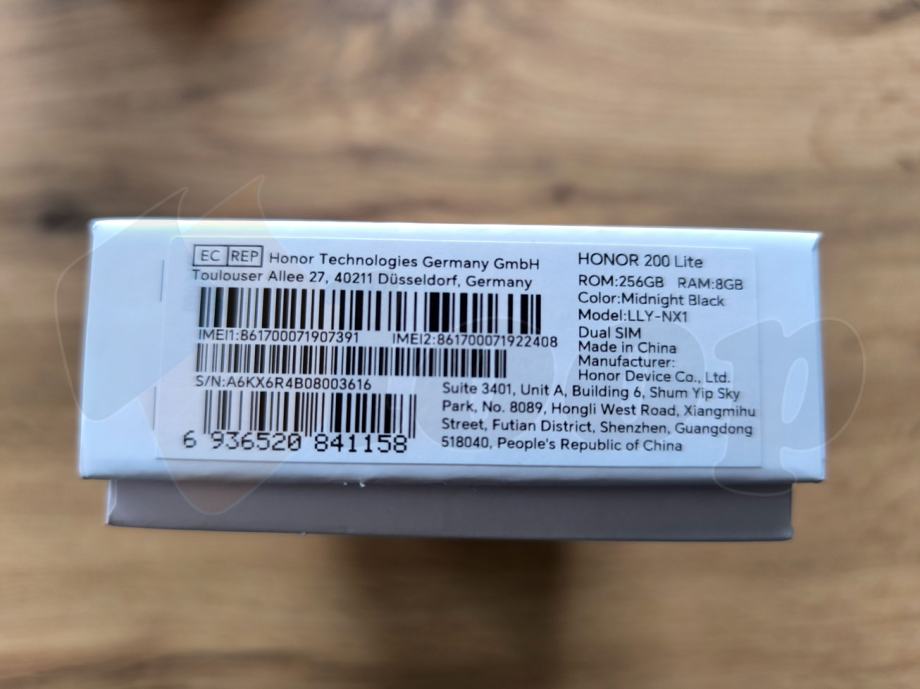 EC REP Honor Technologies Germany GmbH
Toulouser Allee 27, 40211 Düsseldorf, Germany
IMEI1:861700071907391 IMEI2:861700071922408
S/N:A6KX6R4B08003616
6 936520 841158
HONOR 200 Lite
ROM:256GB RAM:8GB
Color:Midnight Black
Model:LLY-NX1
Dual SIM
Made in China
Manufacturer:
Honor Device Co., Ltd.
Suite 3401, Unit A, Building 6, Shum Yip Sky
Park, No. 8089, Hongli West Road, Xiangmihu
Street, Futian District, Shenzhen, Guangdong
518040, People's Republic of China